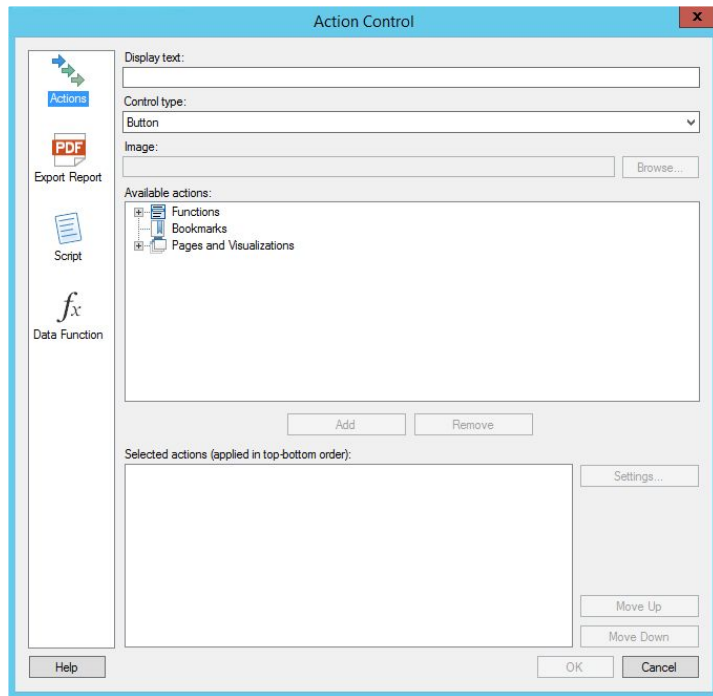 Action Control
x
Actions
PDF
Export Report
Script
fx
Data Function
Display text:
Control type:
Button
Image:
Browse...
Available actions:
Functions
Bookmarks
Pages and Visualizations
Add
Remove
Selected actions (applied in top-bottom order):
Settings...
Move Up
Move Down
Help
OK
Cancel